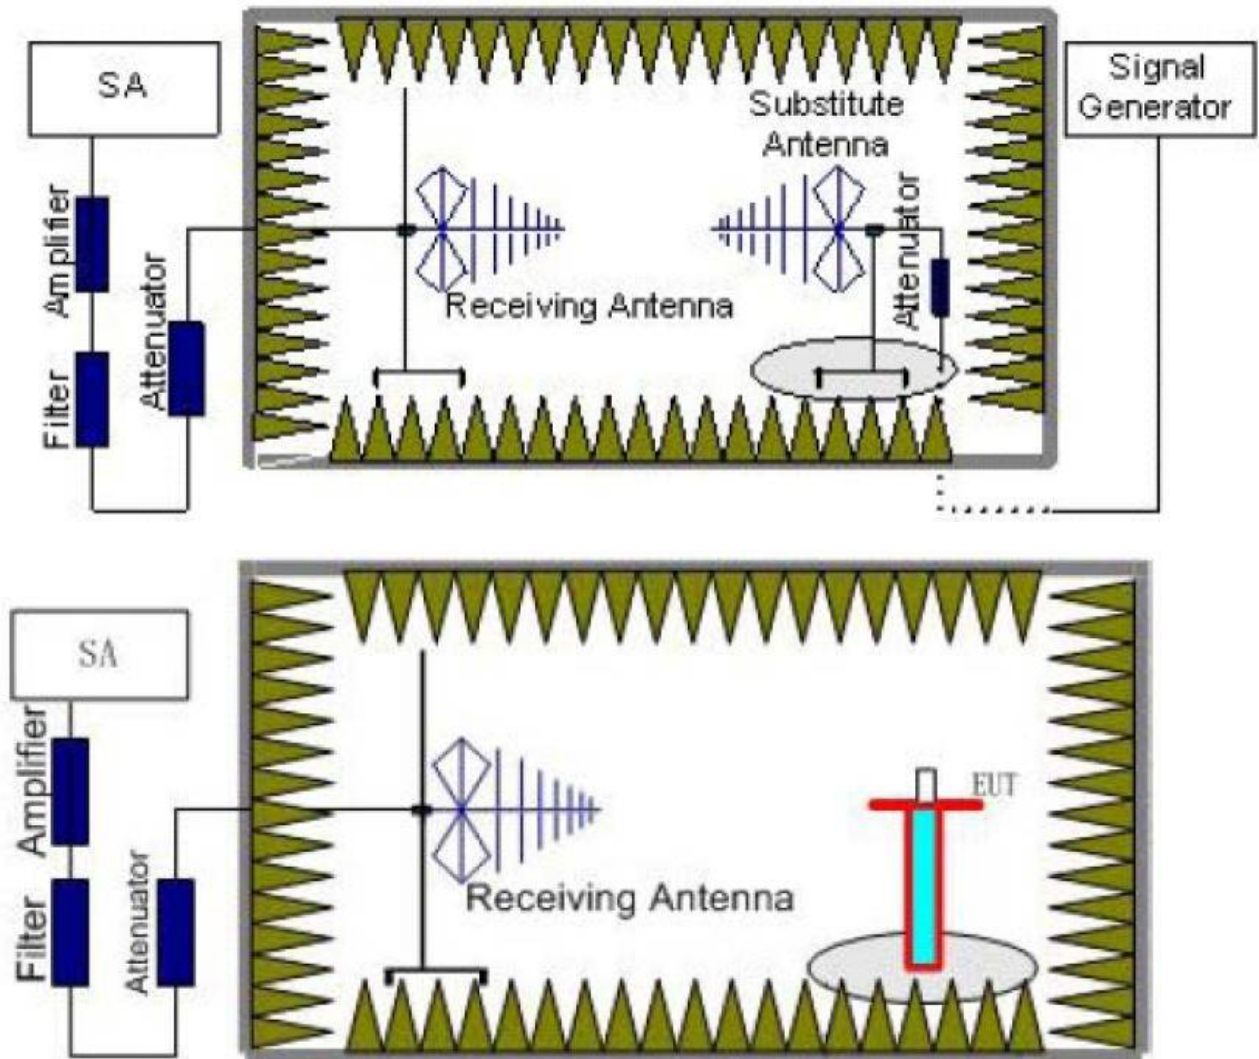 SA
Signal
Generator
Substitute
Antenna
Amplifier
Attenuator
Attenuator
Receiving Antenna
Filter
SA
Amplifier
EUT
Attenuator
Receiving Antenna
Filter